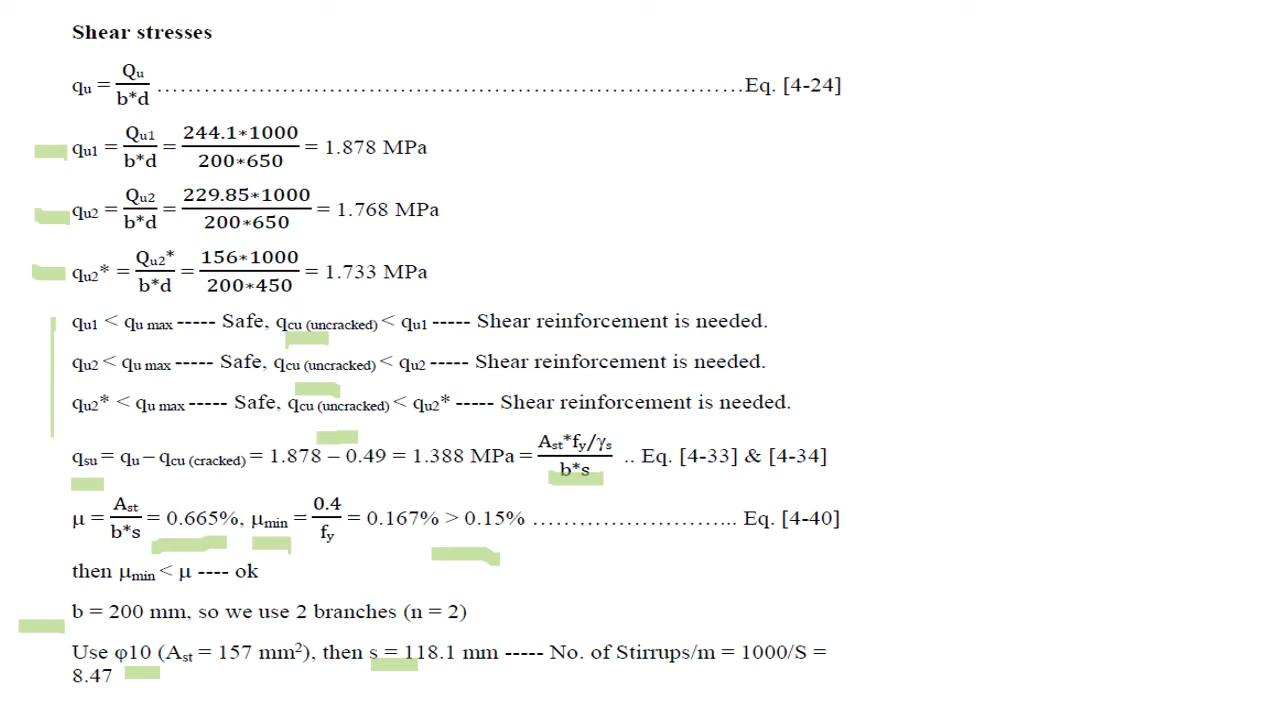 Shear stresses
qu = Qu / b*d ……………………………………………………………………Eq. [4-24]
qu1 = Qu1 / b*d = 244.1*1000 / 200*650 = 1.878 MPa
qu2 = Qu2 / b*d = 229.85*1000 / 200*650 = 1.768 MPa
qu2* = Qu2* / b*d = 156*1000 / 200*450 = 1.733 MPa
qu1 < qu max ----- Safe, qcu (uncracked) < qu1 ----- Shear reinforcement is needed.
qu2 < qu max ----- Safe, qcu (uncracked) < qu2 ----- Shear reinforcement is needed.
qu2* < qu max ----- Safe, qcu (uncracked) < qu2* ----- Shear reinforcement is needed.
qsu = qu – qcu (cracked) = 1.878 – 0.49 = 1.388 MPa = Ast*fy/γs / b*s .. Eq. [4-33] & [4-34]
μ = Ast / b*s = 0.665%, μmin = 0.4 / fy = 0.167% > 0.15% …………………….. Eq. [4-40]
then μmin < μ ---- ok
b = 200 mm, so we use 2 branches (n = 2)
Use φ10 (Ast = 157 mm²), then s = 118.1 mm ----- No. of Stirrups/m = 1000/S =
8.47